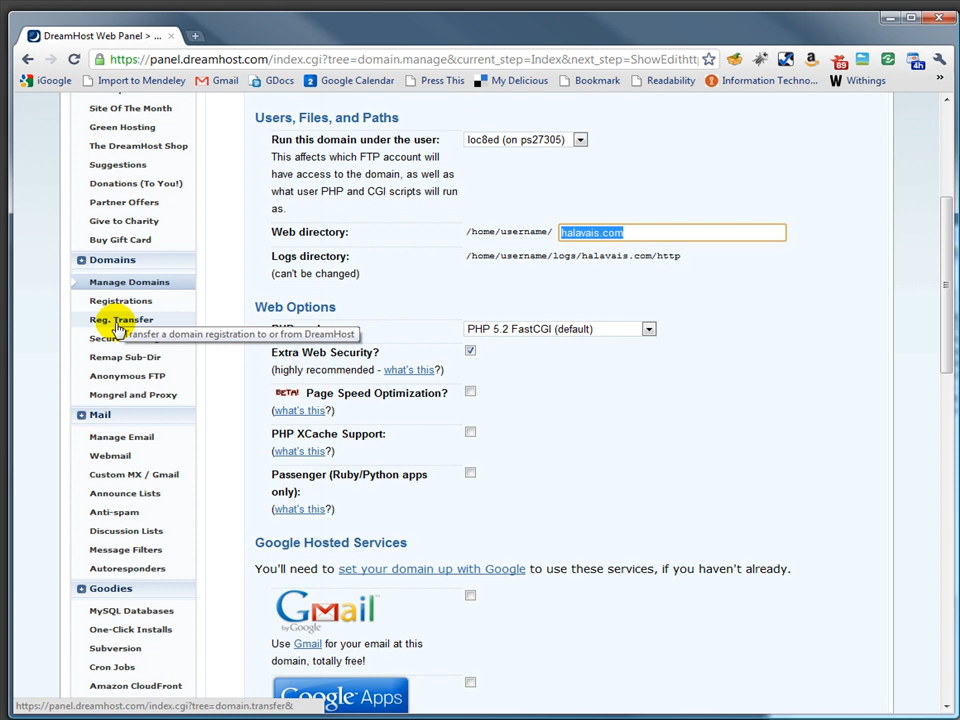 DreamHost Web Panel > ...
https://panel.dreamhost.com/index.cgi?tree=domain.manage&current_step=Index&next_step=ShowEdithttp
iGoogle
Import to Mendeley
Gmail
GDocs
Google Calendar
Press This
My Delicious
Bookmark
Readability
Information Techno...
Withings
»
89
4h
Site Of The Month
Green Hosting
The DreamHost Shop
Suggestions
Donations (To You!)
Partner Offers
Give to Charity
Buy Gift Card
Domains
Manage Domains
Registrations
Reg. Transfer
Transfer a domain registration to or from DreamHost
Remap Sub-Dir
Anonymous FTP
Mongrel and Proxy
Mail
Manage Email
Webmail
Custom MX / Gmail
Announce Lists
Anti-spam
Discussion Lists
Message Filters
Autoresponders
Goodies
MySQL Databases
One-Click Installs
Subversion
Cron Jobs
Amazon CloudFront
Users, Files, and Paths
Run this domain under the user:
loc8ed (on ps27305)
This affects which FTP account will
have access to the domain, as well as
what user PHP and CGI scripts will run
as.
Web directory:
/home/username/ halavais.com
Logs directory:
/home/username/logs/halavais.com/http
(can't be changed)
Web Options
PHP 5.2 FastCGI (default)
Extra Web Security?
(highly recommended - what's this?)
BETA! Page Speed Optimization?
(what's this?)
PHP XCache Support:
(what's this?)
Passenger (Ruby/Python apps
only):
(what's this?)
Google Hosted Services
You'll need to set your domain up with Google to use these services, if you haven't already.
Gmail
by Google
Use Gmail for your email at this
domain, totally free!
Google Apps
https://panel.dreamhost.com/index.cgi?tree=domain.transfer&